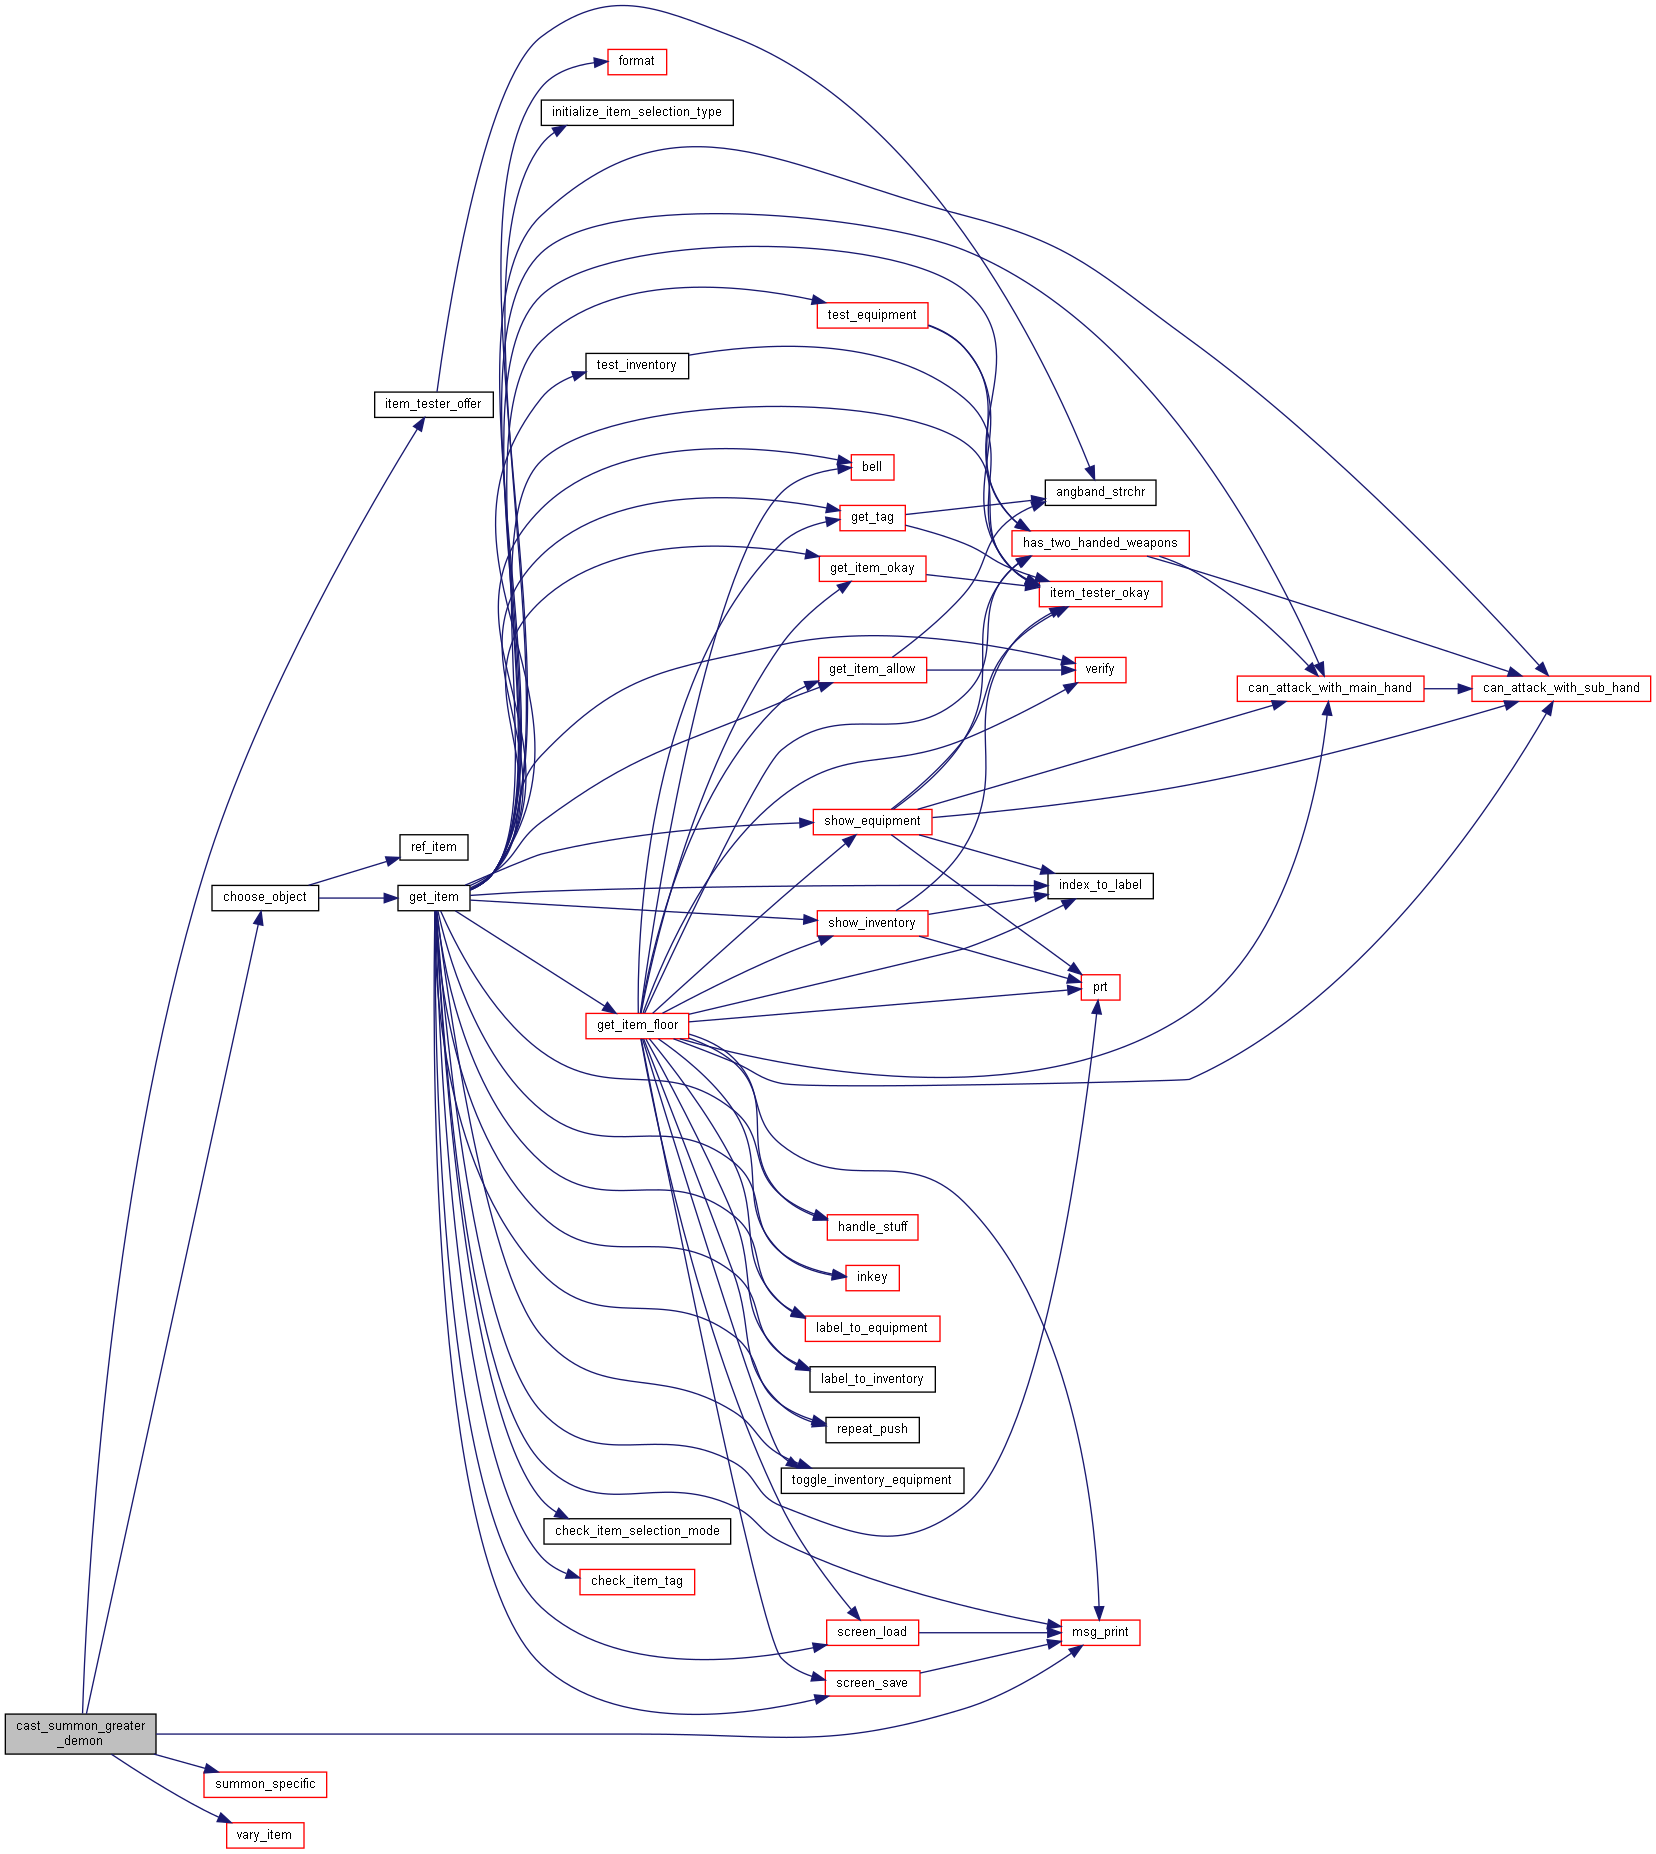 format
initialize_item_selection_type
test_equipment
test_inventory
item_tester_offer
bell
angband_strchr
get_tag
has_two_handed_weapons
get_item_okay
item_tester_okay
get_item_allow
verify
can_attack_with_main_hand
can_attack_with_sub_hand
show_equipment
ref_item
index_to_label
choose_object
get_item
show_inventory
prt
get_item_floor
handle_stuff
inkey
label_to_equipment
label_to_inventory
repeat_push
toggle_inventory_equipment
check_item_selection_mode
check_item_tag
screen_load
msg_print
screen_save
cast_summon_greater
_demon
summon_specific
vary_item